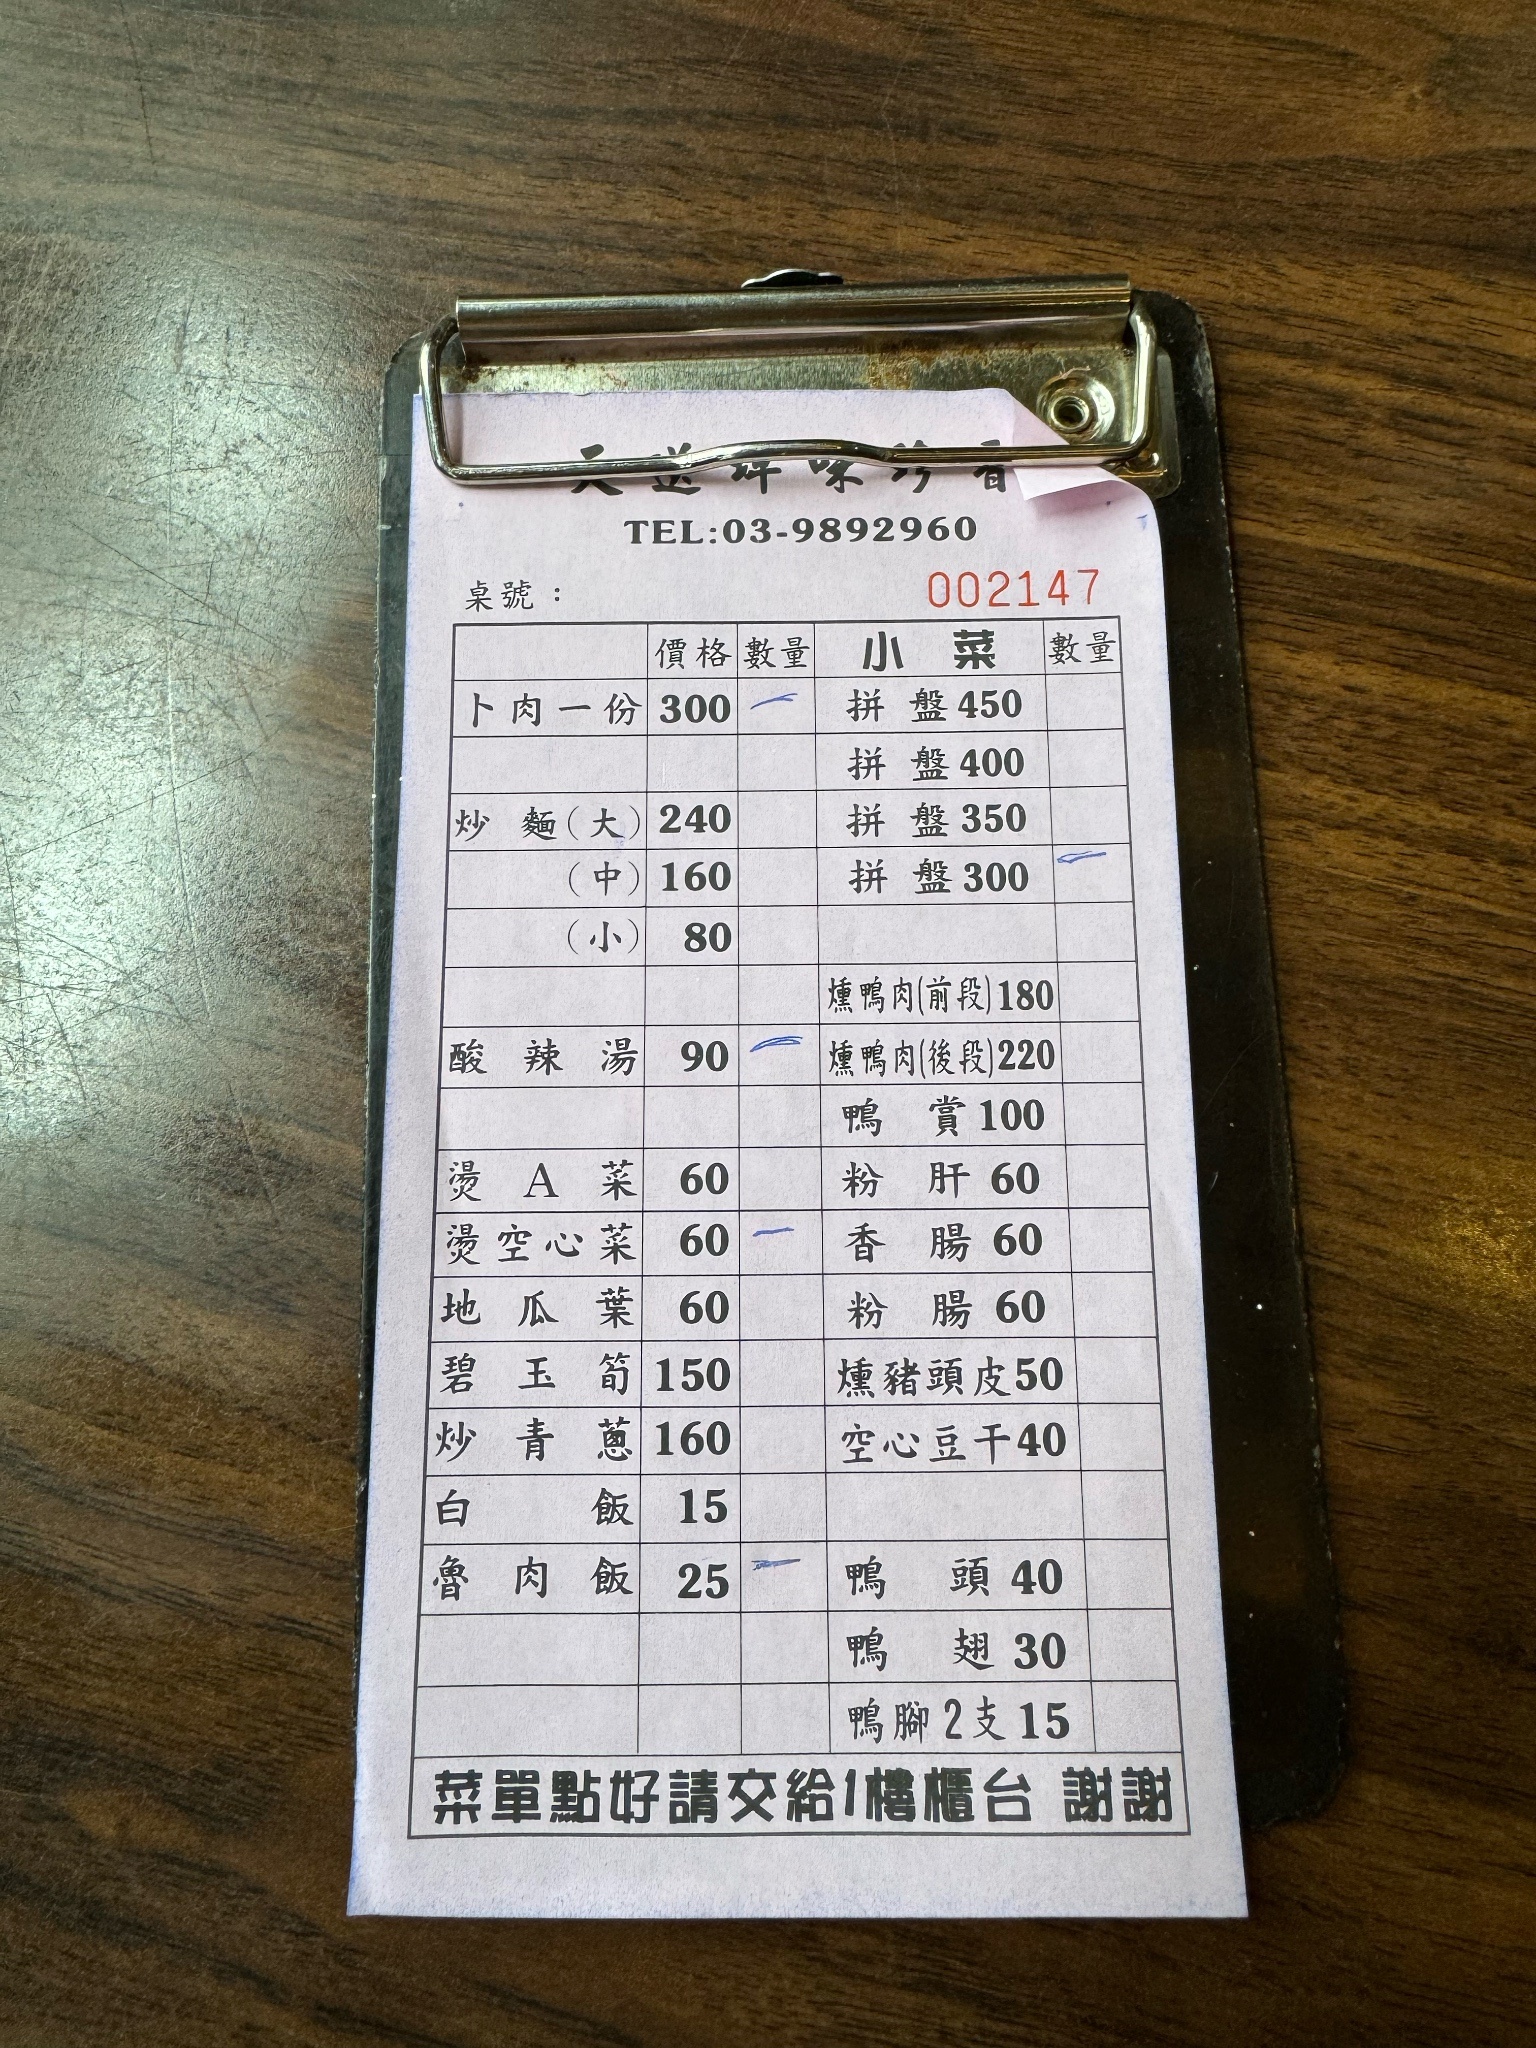 天送埤味珍香
TEL:03-9892960
桌號：
002147
價格 數量 小菜 數量
卜肉一份 300 一 拼盤 450
拼盤 400
炒麵（大） 240 拼盤 350
（中） 160 拼盤 300 一
（小） 80
燻鴨肉(前段) 180
酸辣湯 90 一 燻鴨肉(後段) 220
鴨賞 100
燙A菜 60 粉肝 60
燙空心菜 60 一 香腸 60
地瓜葉 60 粉腸 60
碧玉筍 150 燻豬頭皮 50
炒青蔥 160 空心豆干 40
白飯 15
魯肉飯 25 一 鴨頭 40
鴨翅 30
鴨腳2支 15
菜單點好請交給1樓櫃台 謝謝